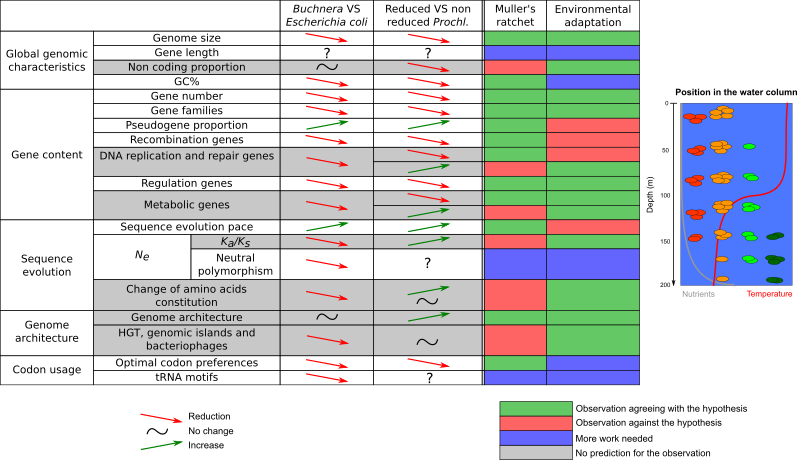 Buchnera VS
Escherichia coli
Reduced VS non
reduced Prochl.
Muller's
ratchet
Environmental
adaptation
Global genomic
characteristics
Genome size
Gene length
? ?
Non coding proportion
GC%
Gene content
Gene number
Gene families
Pseudogene proportion
Recombination genes
DNA replication and repair genes
Regulation genes
Metabolic genes
Sequence
evolution
Sequence evolution pace
Ne
Ka/Ks
Neutral
polymorphism
?
Change of amino acids
constitution
Genome
architecture
Genome architecture
HGT, genomic islands and
bacteriophages
Codon usage
Optimal codon preferences
tRNA motifs
?
Position in the water column
0
50
100
150
200
Depth (m)
Nutrients
Temperature
Reduction
No change
Increase
Observation agreeing with the hypothesis
Observation against the hypothesis
More work needed
No prediction for the observation